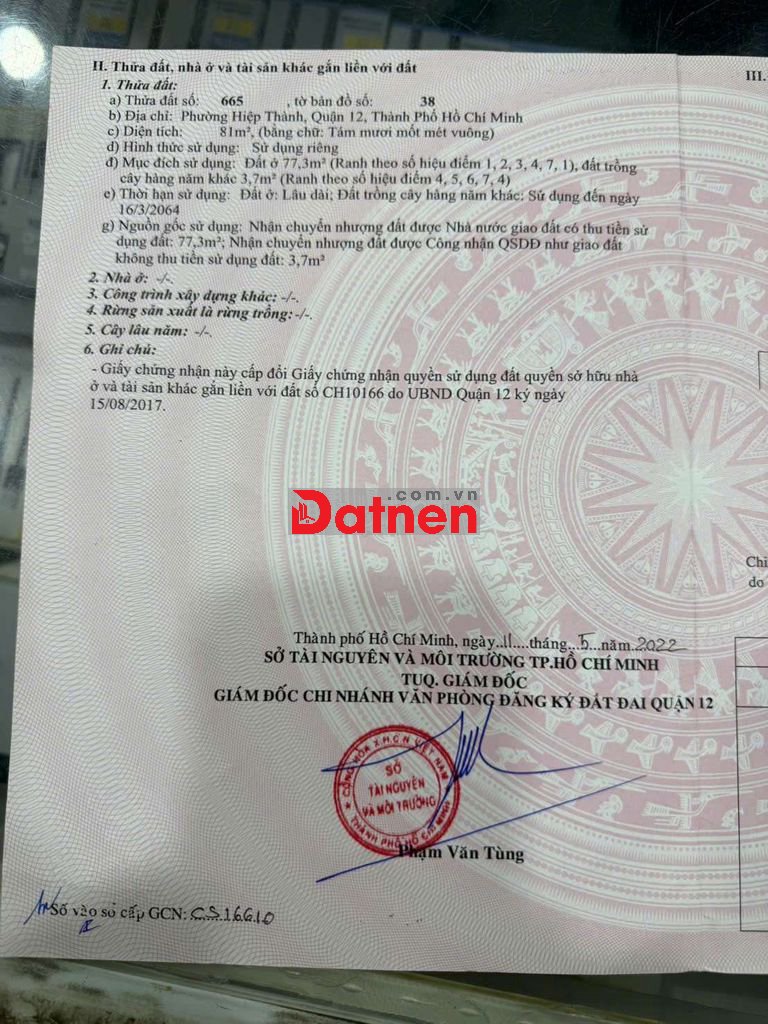 II. Thửa đất, nhà ở và tài sản khác gắn liền với đất
1. Thửa đất:
a) Thửa đất số: 665 , tờ bản đồ số: 38
b) Địa chỉ: Phường Hiệp Thành, Quận 12, Thành Phố Hồ Chí Minh
c) Diện tích: 81m², (bằng chữ: Tám mươi mốt mét vuông)
d) Hình thức sử dụng: Sử dụng riêng
đ) Mục đích sử dụng: Đất ở 77,3m² (Ranh theo số hiệu điểm 1, 2, 3, 4, 7, 1), đất trồng
cây hàng năm khác 3,7m² (Ranh theo số hiệu điểm 4, 5, 6, 7, 4)
e) Thời hạn sử dụng: Đất ở: Lâu dài; Đất trồng cây hàng năm khác: Sử dụng đến ngày
16/3/2064
g) Nguồn gốc sử dụng: Nhận chuyển nhượng đất được Nhà nước giao đất có thu tiền sử
dụng đất: 77,3m²; Nhận chuyển nhượng đất được Công nhận QSDĐ như giao đất
không thu tiền sử dụng đất: 3,7m²
2. Nhà ở: -/-.
3. Công trình xây dựng khác: -/-.
4. Rừng sản xuất là rừng trồng:-/-.
5. Cây lâu năm: -/-.
6. Ghi chú:
- Giấy chứng nhận này cấp đổi Giấy chứng nhận quyền sử dụng đất quyền sở hữu nhà
ở và tài sản khác gắn liền với đất số CH10166 do UBND Quận 12 ký ngày
15/08/2017.
III.
.com.vn
Datnen
Chi
do
Thành phố Hồ Chí Minh, ngày..11....tháng...5...năm.2022
SỞ TÀI NGUYÊN VÀ MÔI TRƯỜNG TP.HỒ CHÍ MINH
TUQ. GIÁM ĐỐC
GIÁM ĐỐC CHI NHÁNH VĂN PHÒNG ĐĂNG KÝ ĐẤT ĐAI QUẬN 12
CỘNG HÒA X.H.C.N VIỆT NAM
SỞ
TÀI NGUYÊN
VÀ MÔI TRƯỜNG
THÀNH PHỐ HỒ CHÍ MINH
Phạm Văn Tùng
Số vào sổ cấp GCN: CS16610